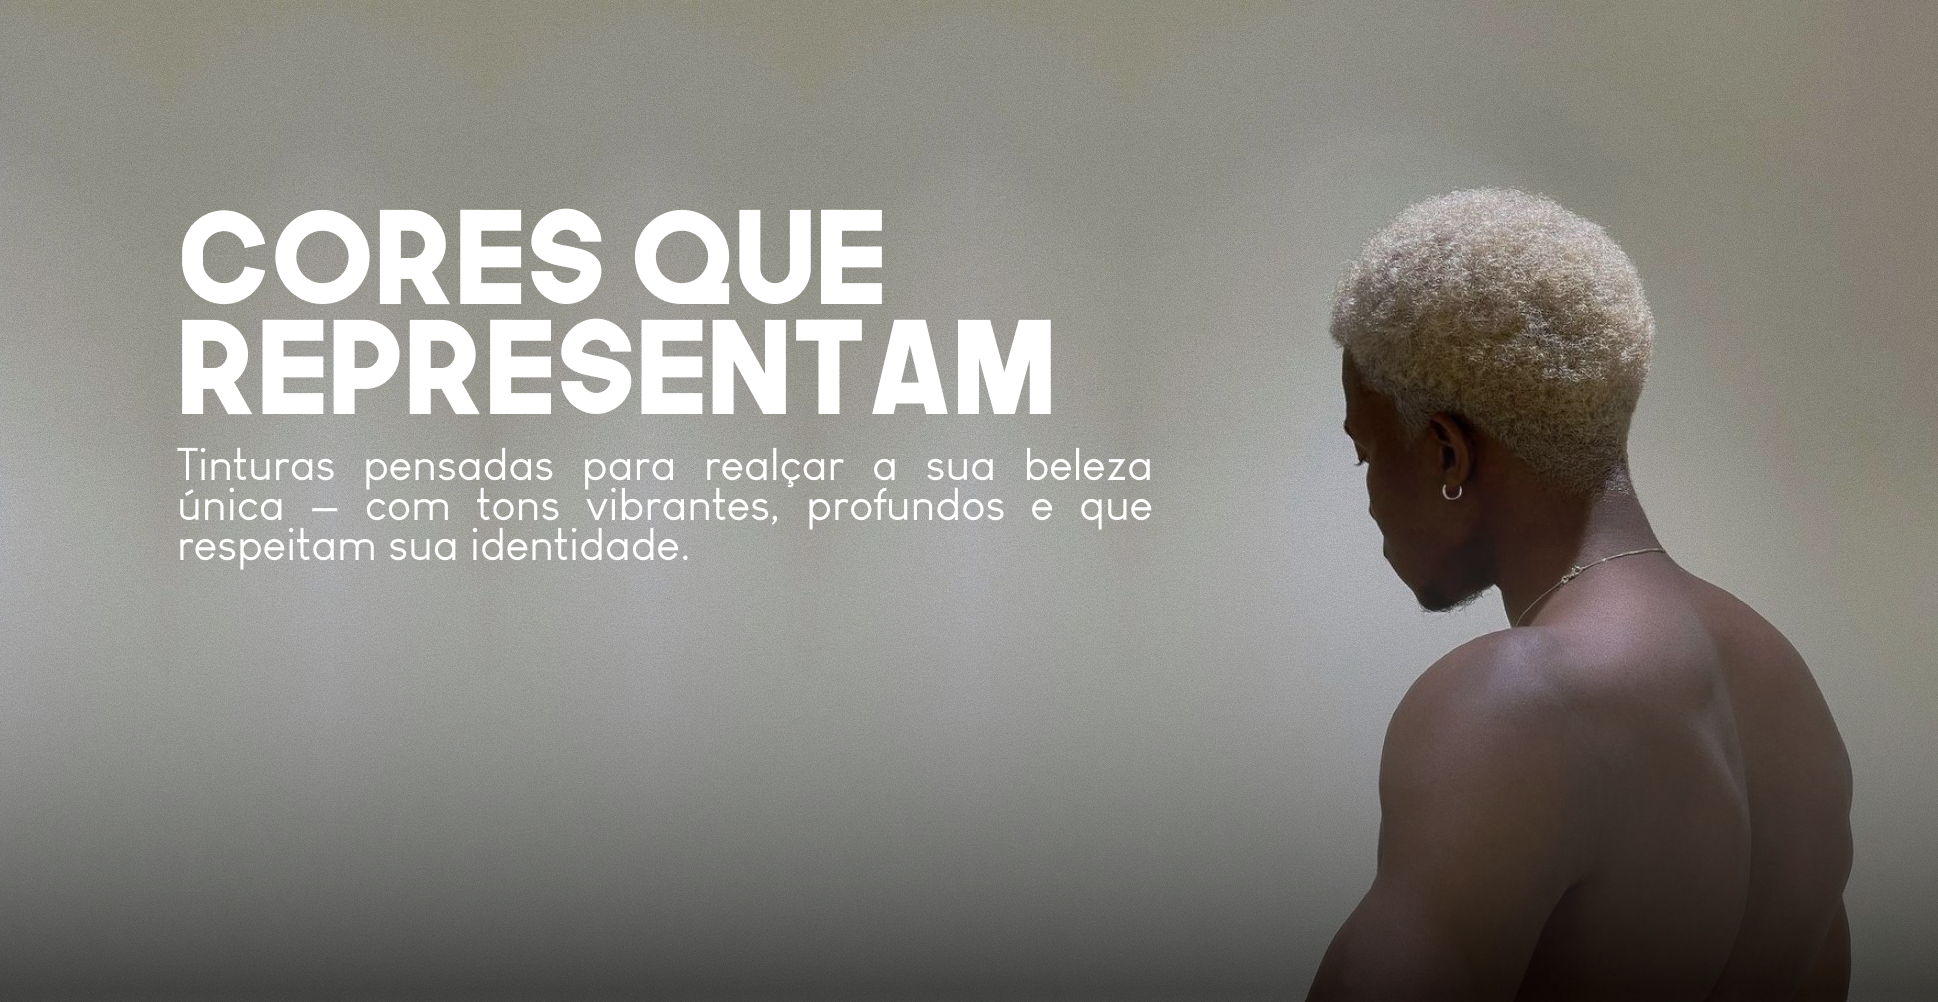 CORES QUE
REPRESENTAM
Tinturas pensadas para realçar a sua beleza
única – com tons vibrantes, profundos e que
respeitam sua identidade.